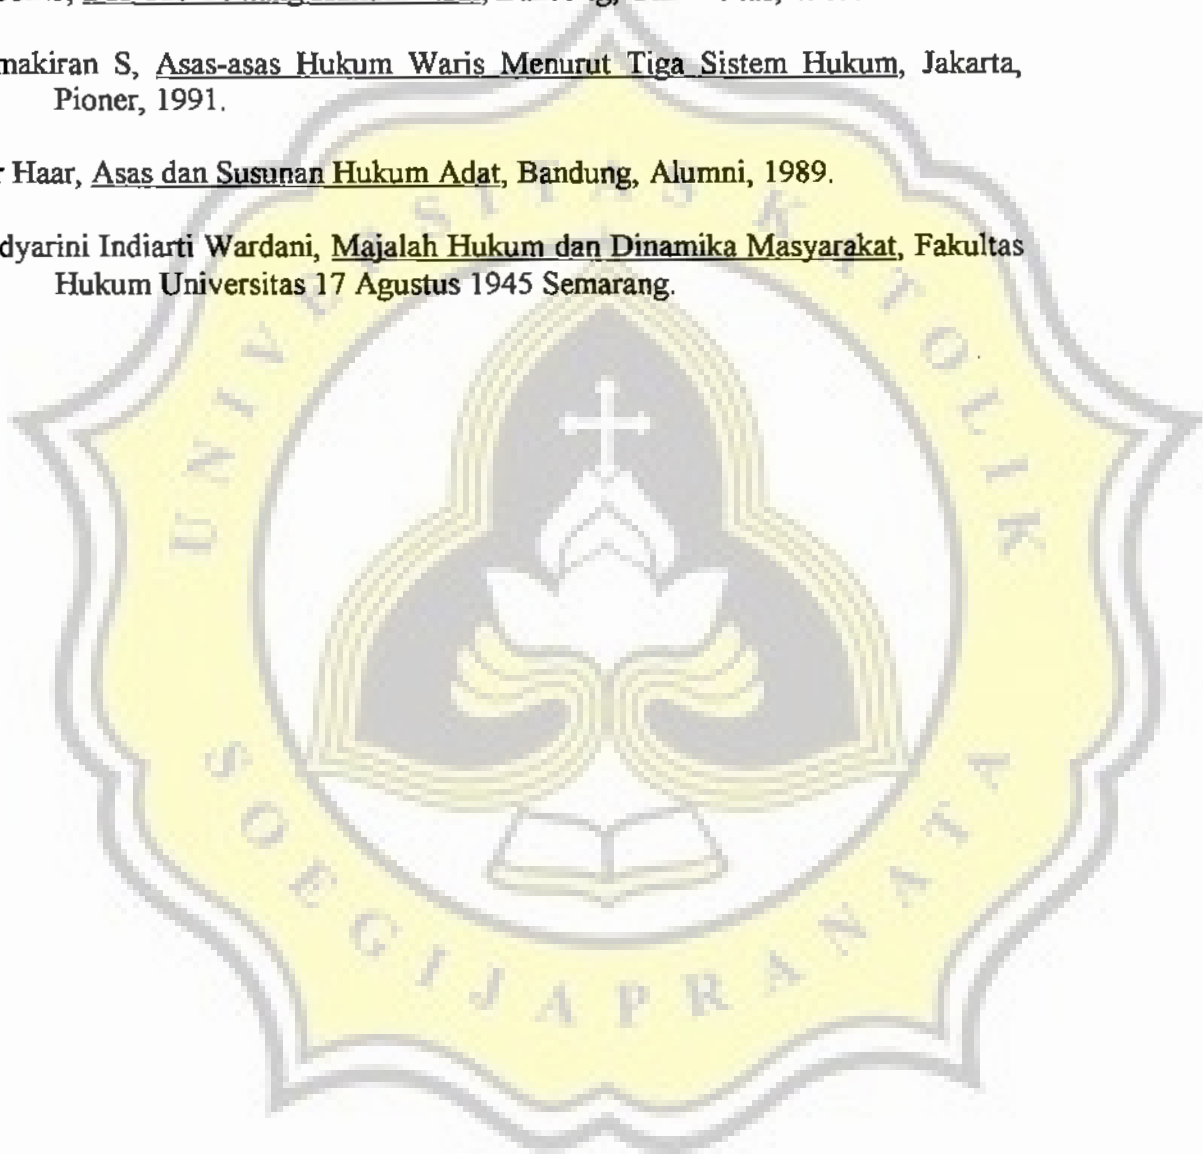 makiran S, Asas-asas Hukum Waris Menurut Tiga Sistem Hukum, Jakarta,
Pioner, 1991.
Haar, Asas dan Susunan Hukum Adat, Bandung, Alumni, 1989.
dyarini Indiarti Wardani, Majalah Hukum dan Dinamika Masyarakat, Fakultas
Hukum Universitas 17 Agustus 1945 Semarang.
UNIVERSITAS KATOLIK
SOEGIJAPRANATA